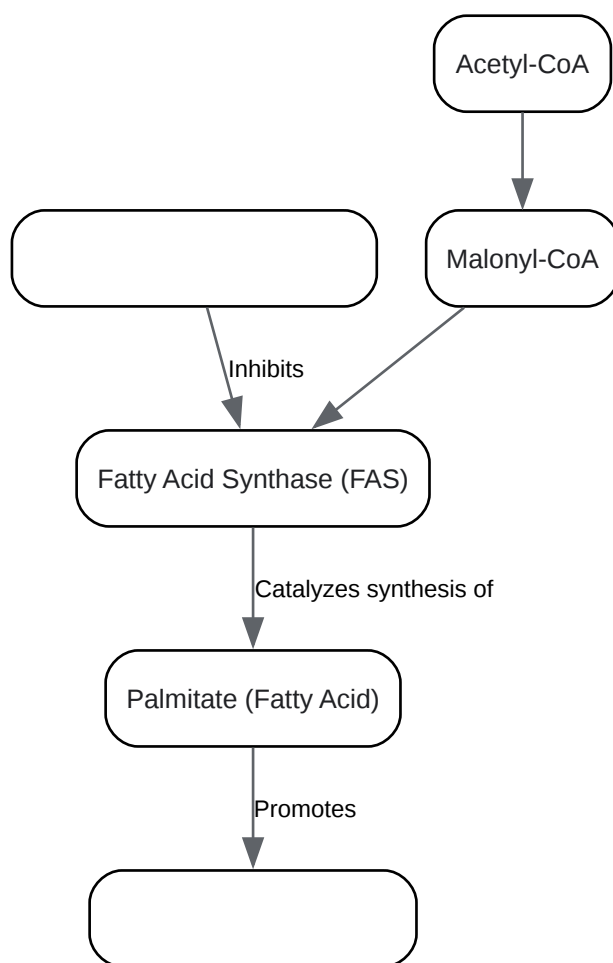 Acetyl-CoA
Malonyl-CoA
Inhibits
Fatty Acid Synthase (FAS)
Catalyzes synthesis of
Palmitate (Fatty Acid)
Promotes